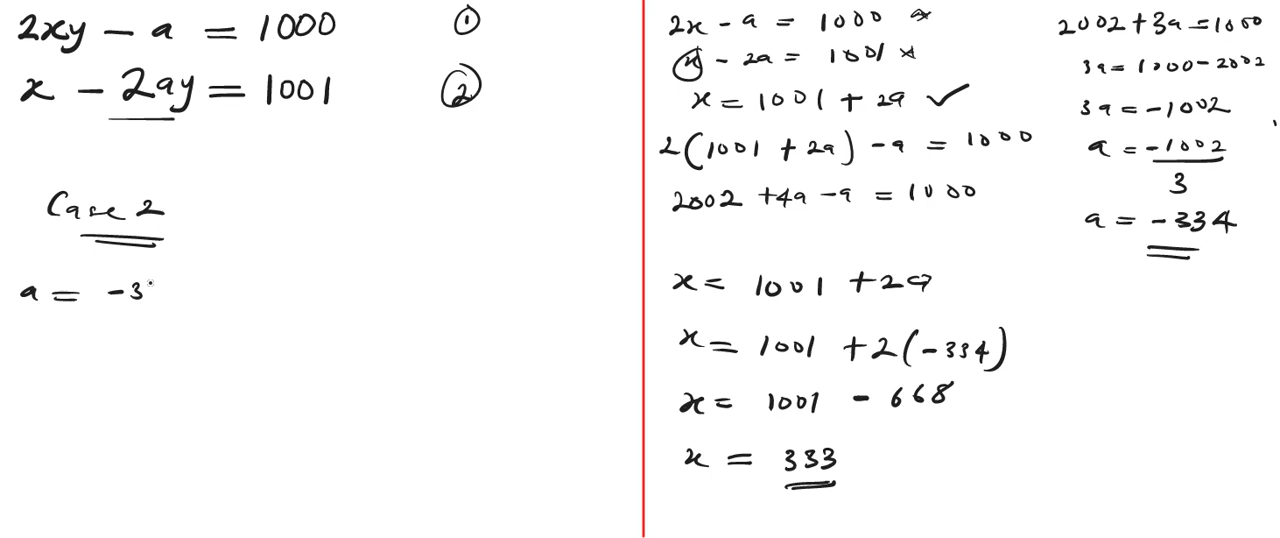 2xy - a = 1000 ①
x - 2ay = 1001 ②
Case 2
a = -3
2x - a = 1000
x - 2a = 1001
x = 1001 + 2a ✓
2(1001 + 2a) - a = 1000
2002 + 4a - a = 1000
2002 + 3a = 1000
3a = 1000 - 2002
3a = -1002
a = -1002
3
a = -334
x = 1001 + 2a
x = 1001 + 2(-334)
x = 1001 - 668
x = 333